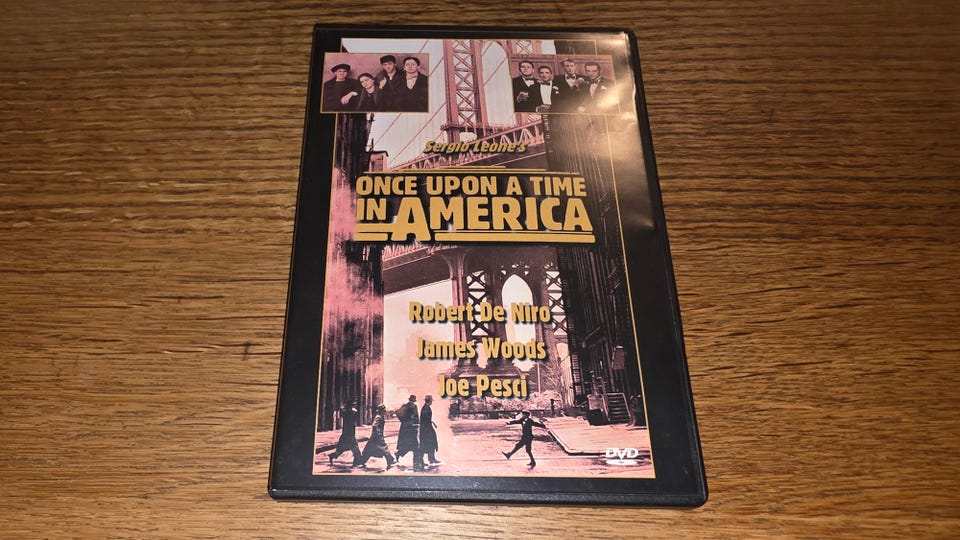 Sergio Leone's
ONCE UPON A TIME
IN AMERICA
Robert De Niro
James Woods
Joe Pesci
DVD